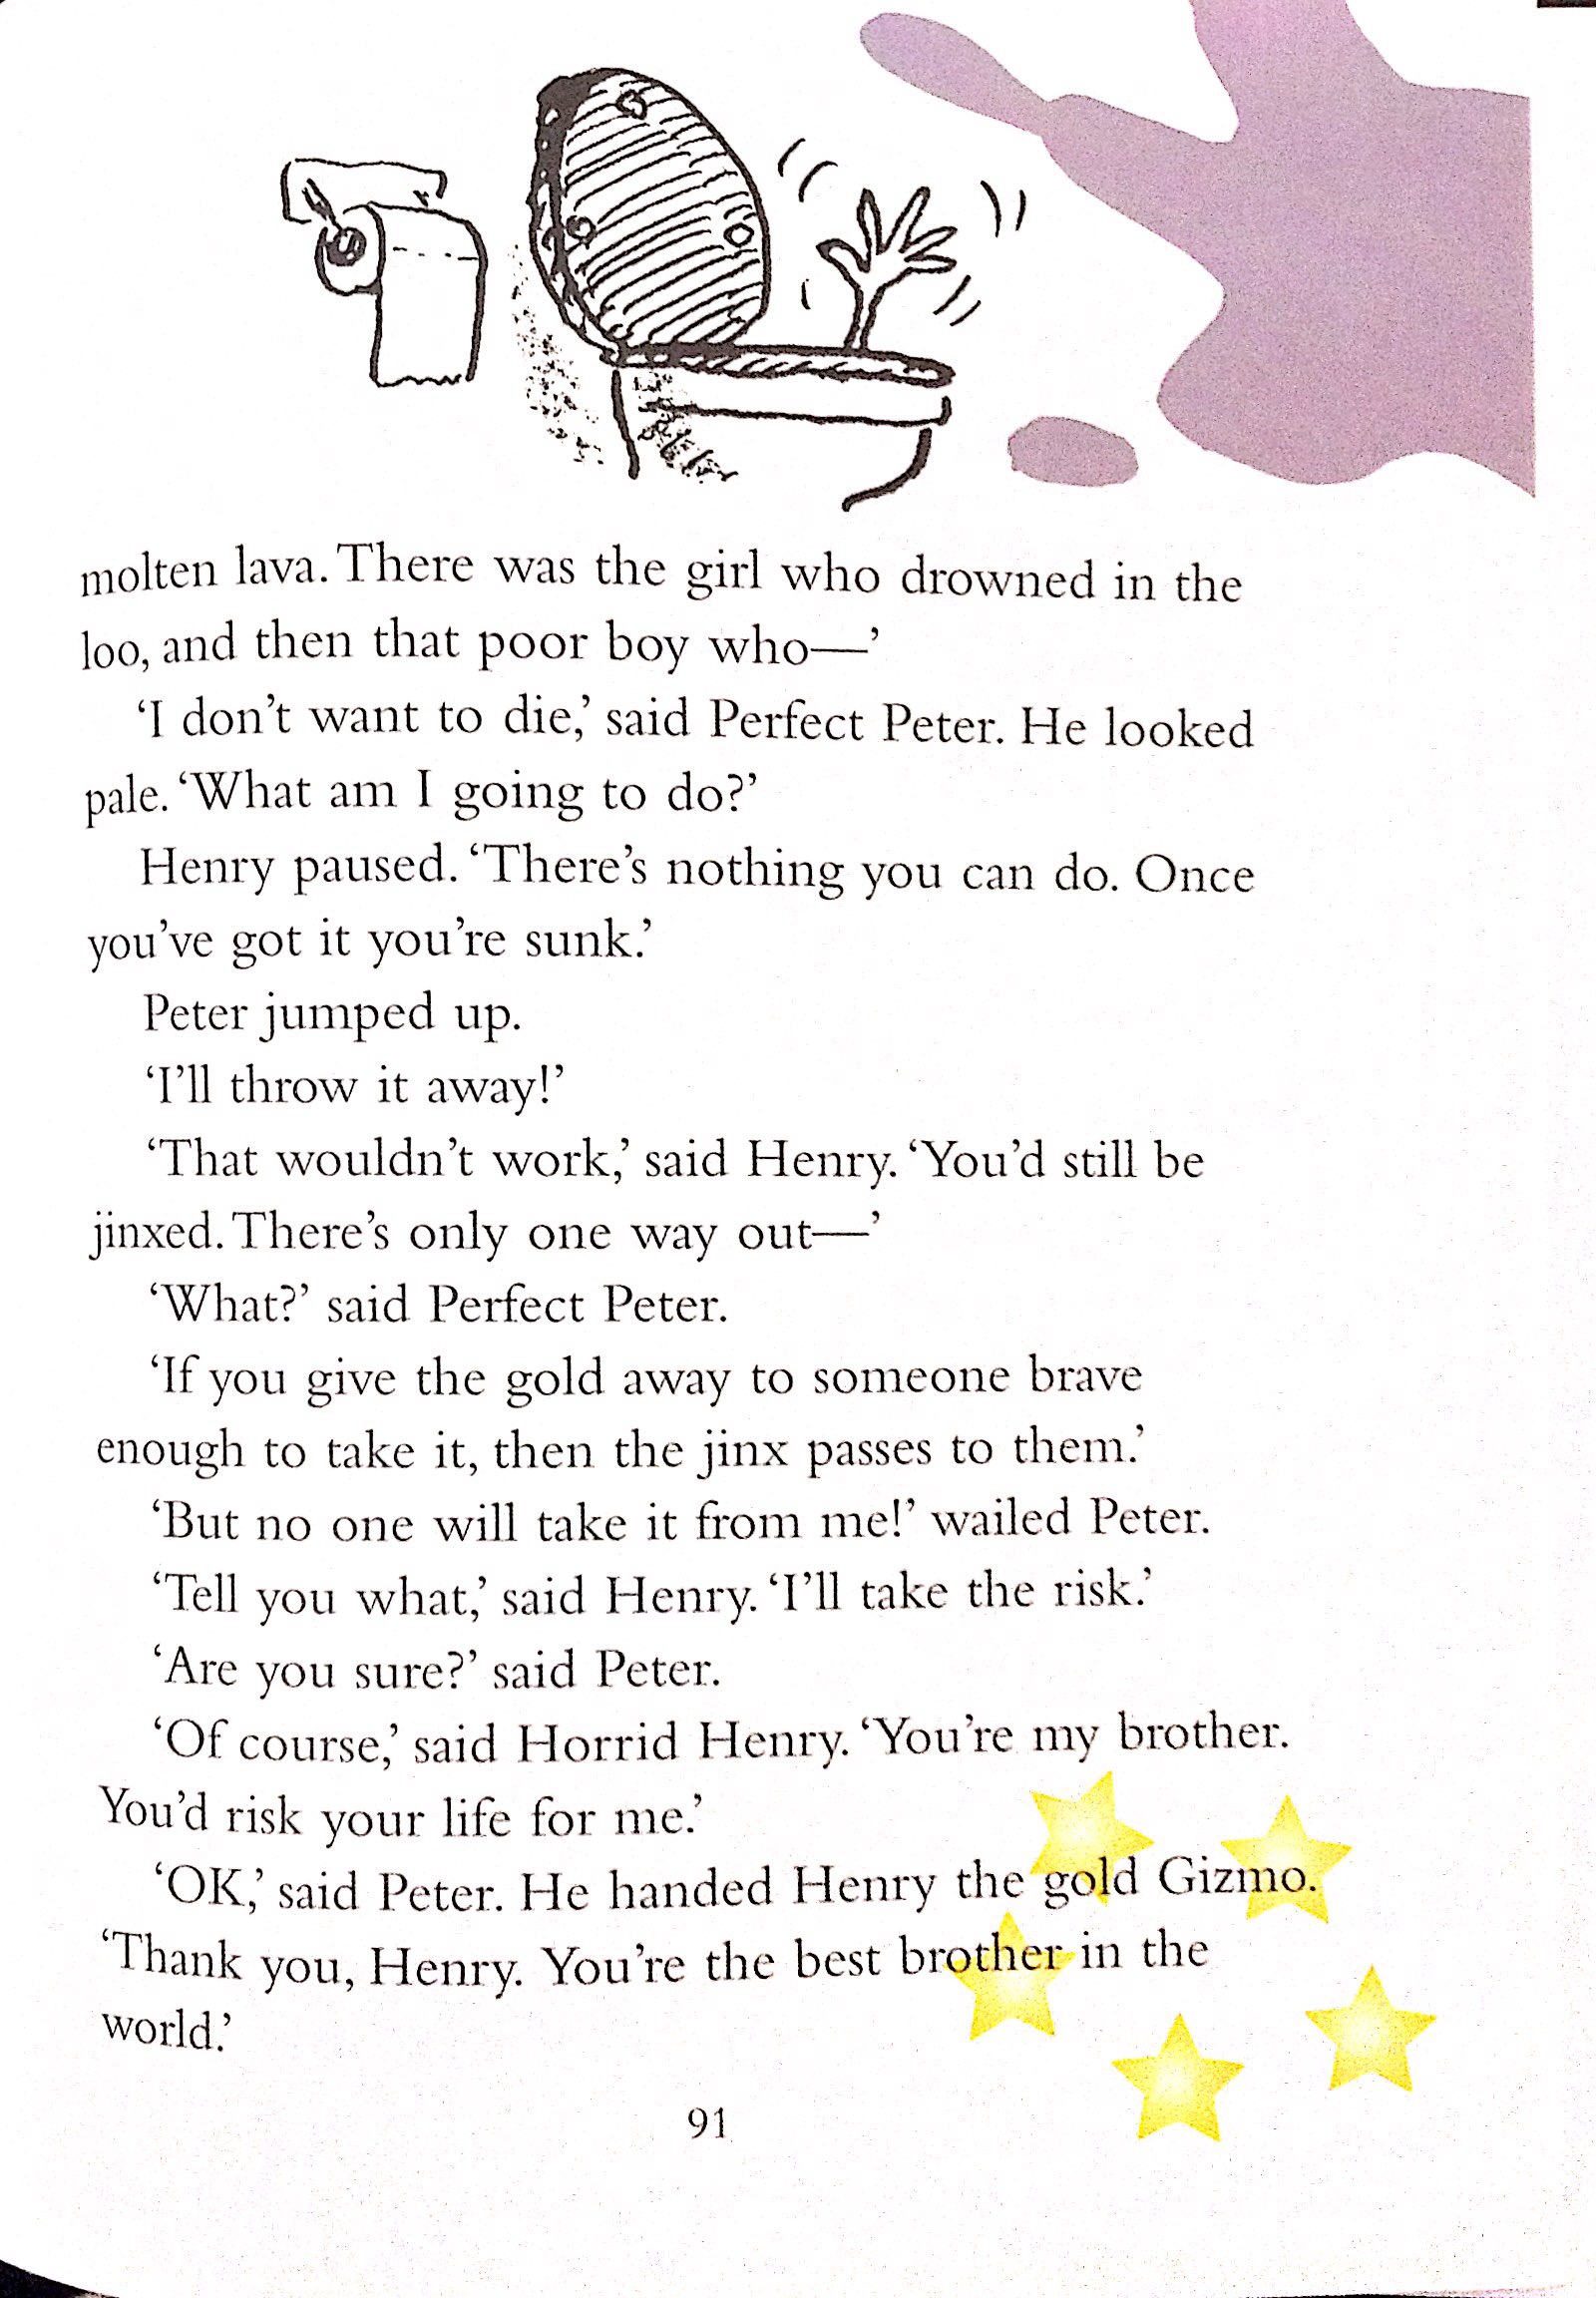 molten lava. There was the girl who drowned in the
loo, and then that poor boy who—’
‘I don’t want to die,’ said Perfect Peter. He looked
pale. ‘What am I going to do?’
Henry paused. ‘There’s nothing you can do. Once
you’ve got it you’re sunk.’
Peter jumped up.
‘I’ll throw it away!’
‘That wouldn’t work,’ said Henry. ‘You’d still be
jinxed. There’s only one way out—’
‘What?’ said Perfect Peter.
‘If you give the gold away to someone brave
enough to take it, then the jinx passes to them.’
‘But no one will take it from me!’ wailed Peter.
‘Tell you what,’ said Henry. ‘I’ll take the risk.’
‘Are you sure?’ said Peter.
‘Of course,’ said Horrid Henry. ‘You’re my brother.
You’d risk your life for me.’
‘OK,’ said Peter. He handed Henry the gold Gizmo.
‘Thank you, Henry. You’re the best brother in the
world.’
91